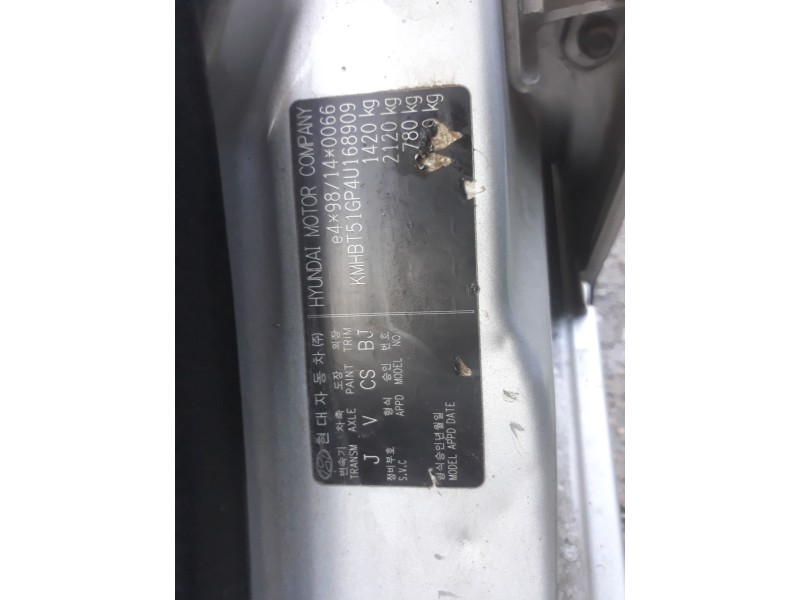 현대자동차(주) HYUNDAI MOTOR COMPANY
e4*98/14*0066
KMHBT51GP4U168909
1420 kg
2120 kg
780 kg
kg
변속기 차축 도장 외장
TRANSM AXLE PAINT TRIM
J V CS BJ
정비부호 형식 승인 번호
S.V.C APPD MODEL NO
형식승인년월일
MODEL APPD DATE